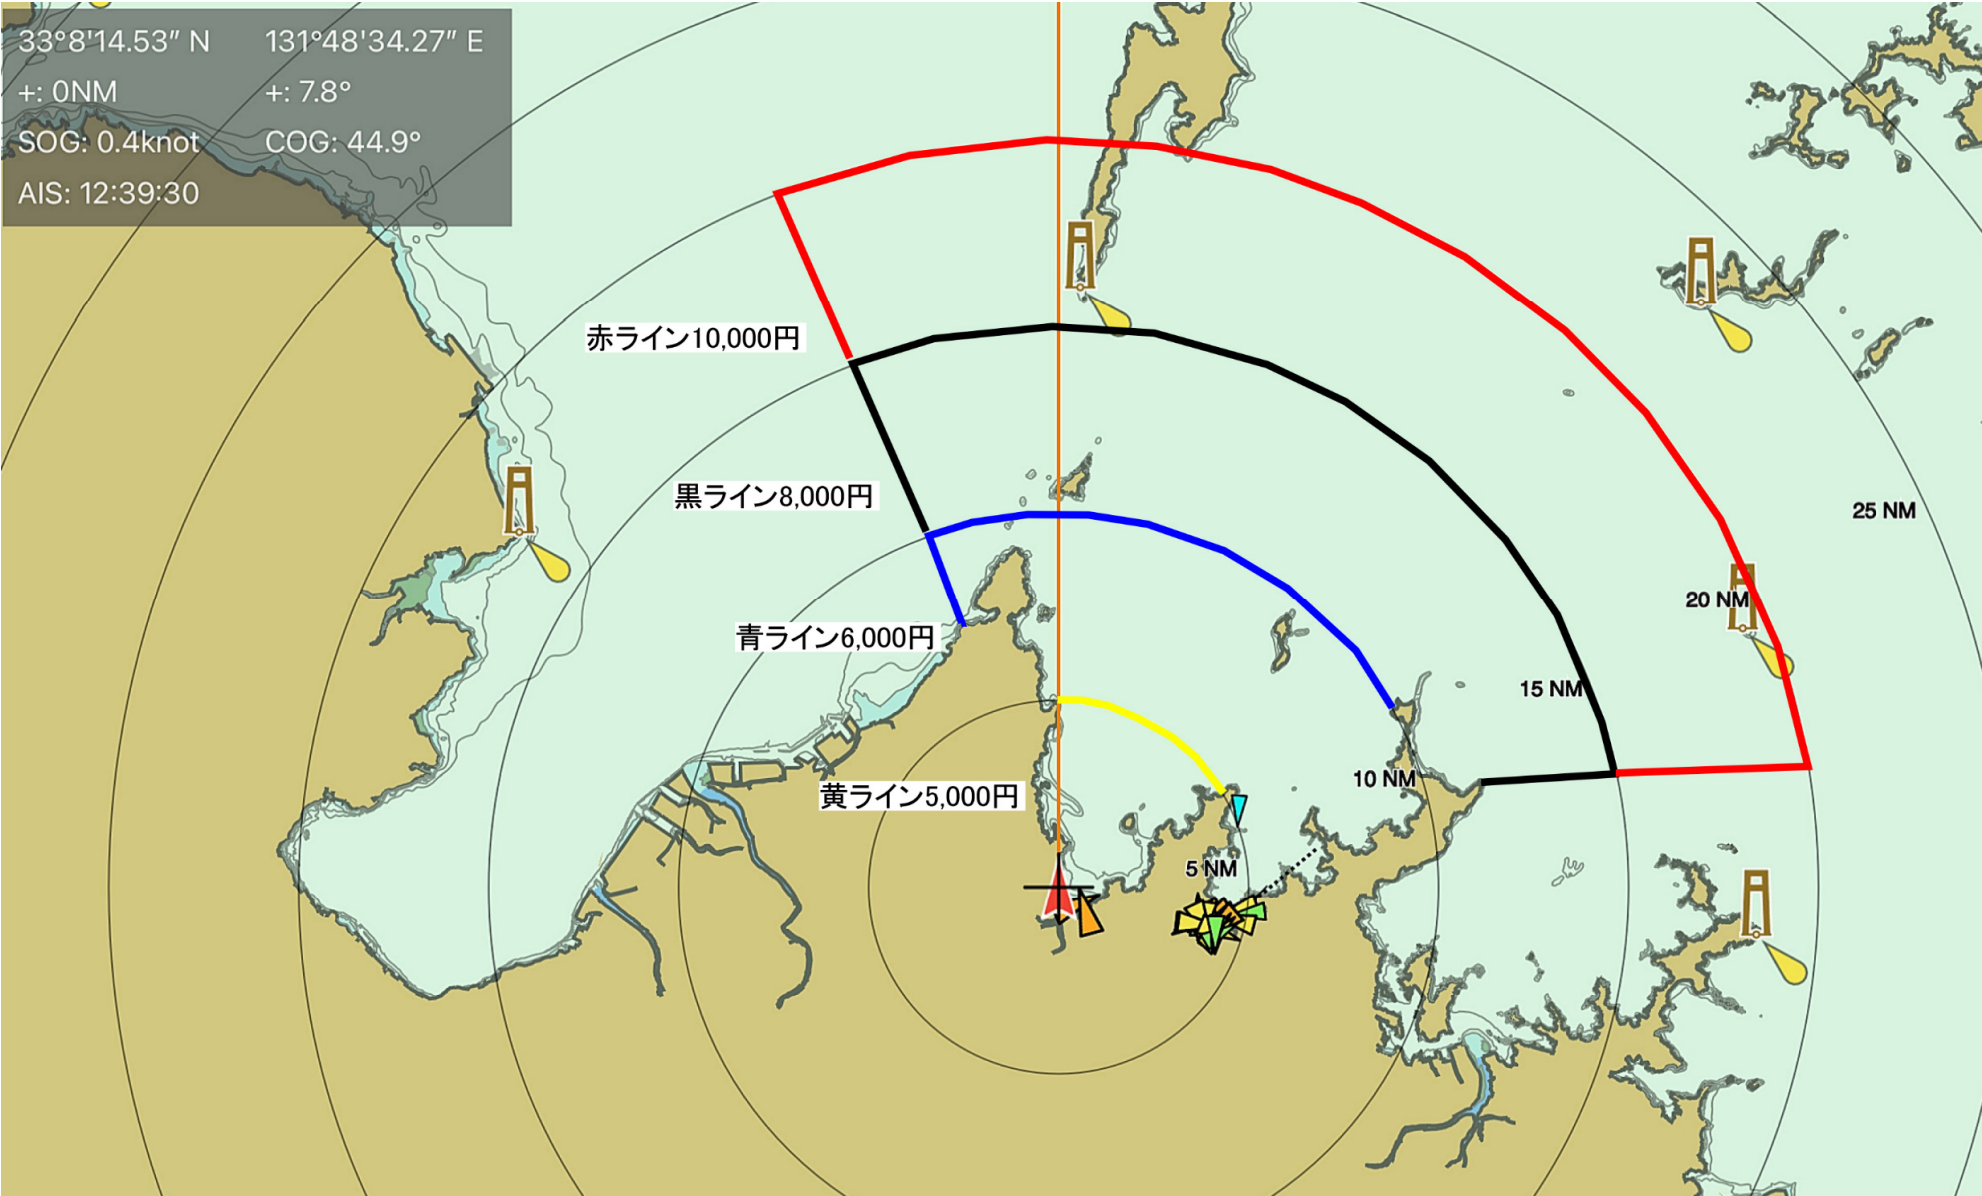 33°8'14.53" N 131°48'34.27" E
+: 0NM +: 7.8°
SOG: 0.4knot COG: 44.9°
AIS: 12:39:30
赤ライン10,000円
黒ライン8,000円
25 NM
20 NM
青ライン6,000円
15 NM
10 NM
黄ライン5,000円
5 NM